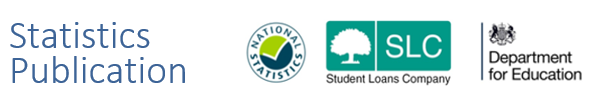 Statistics
Publication
NATIONAL
STATISTICS
SLC
Student Loans Company
Department
for Education